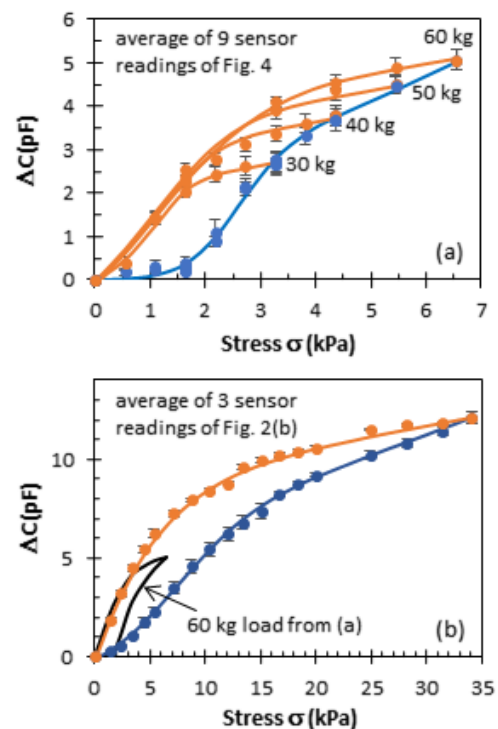 6
average of 9 sensor
readings of Fig. 4
60 kg
5
50 kg
4
40 kg
3
30 kg
2
1
0
(a)
ΔC(pF)
0 1 2 3 4 5 6 7
Stress σ (kPa)
average of 3 sensor
readings of Fig. 2(b)
10
5
60 kg load from (a)
0
(b)
ΔC(pF)
0 5 10 15 20 25 30 35
Stress σ (kPa)